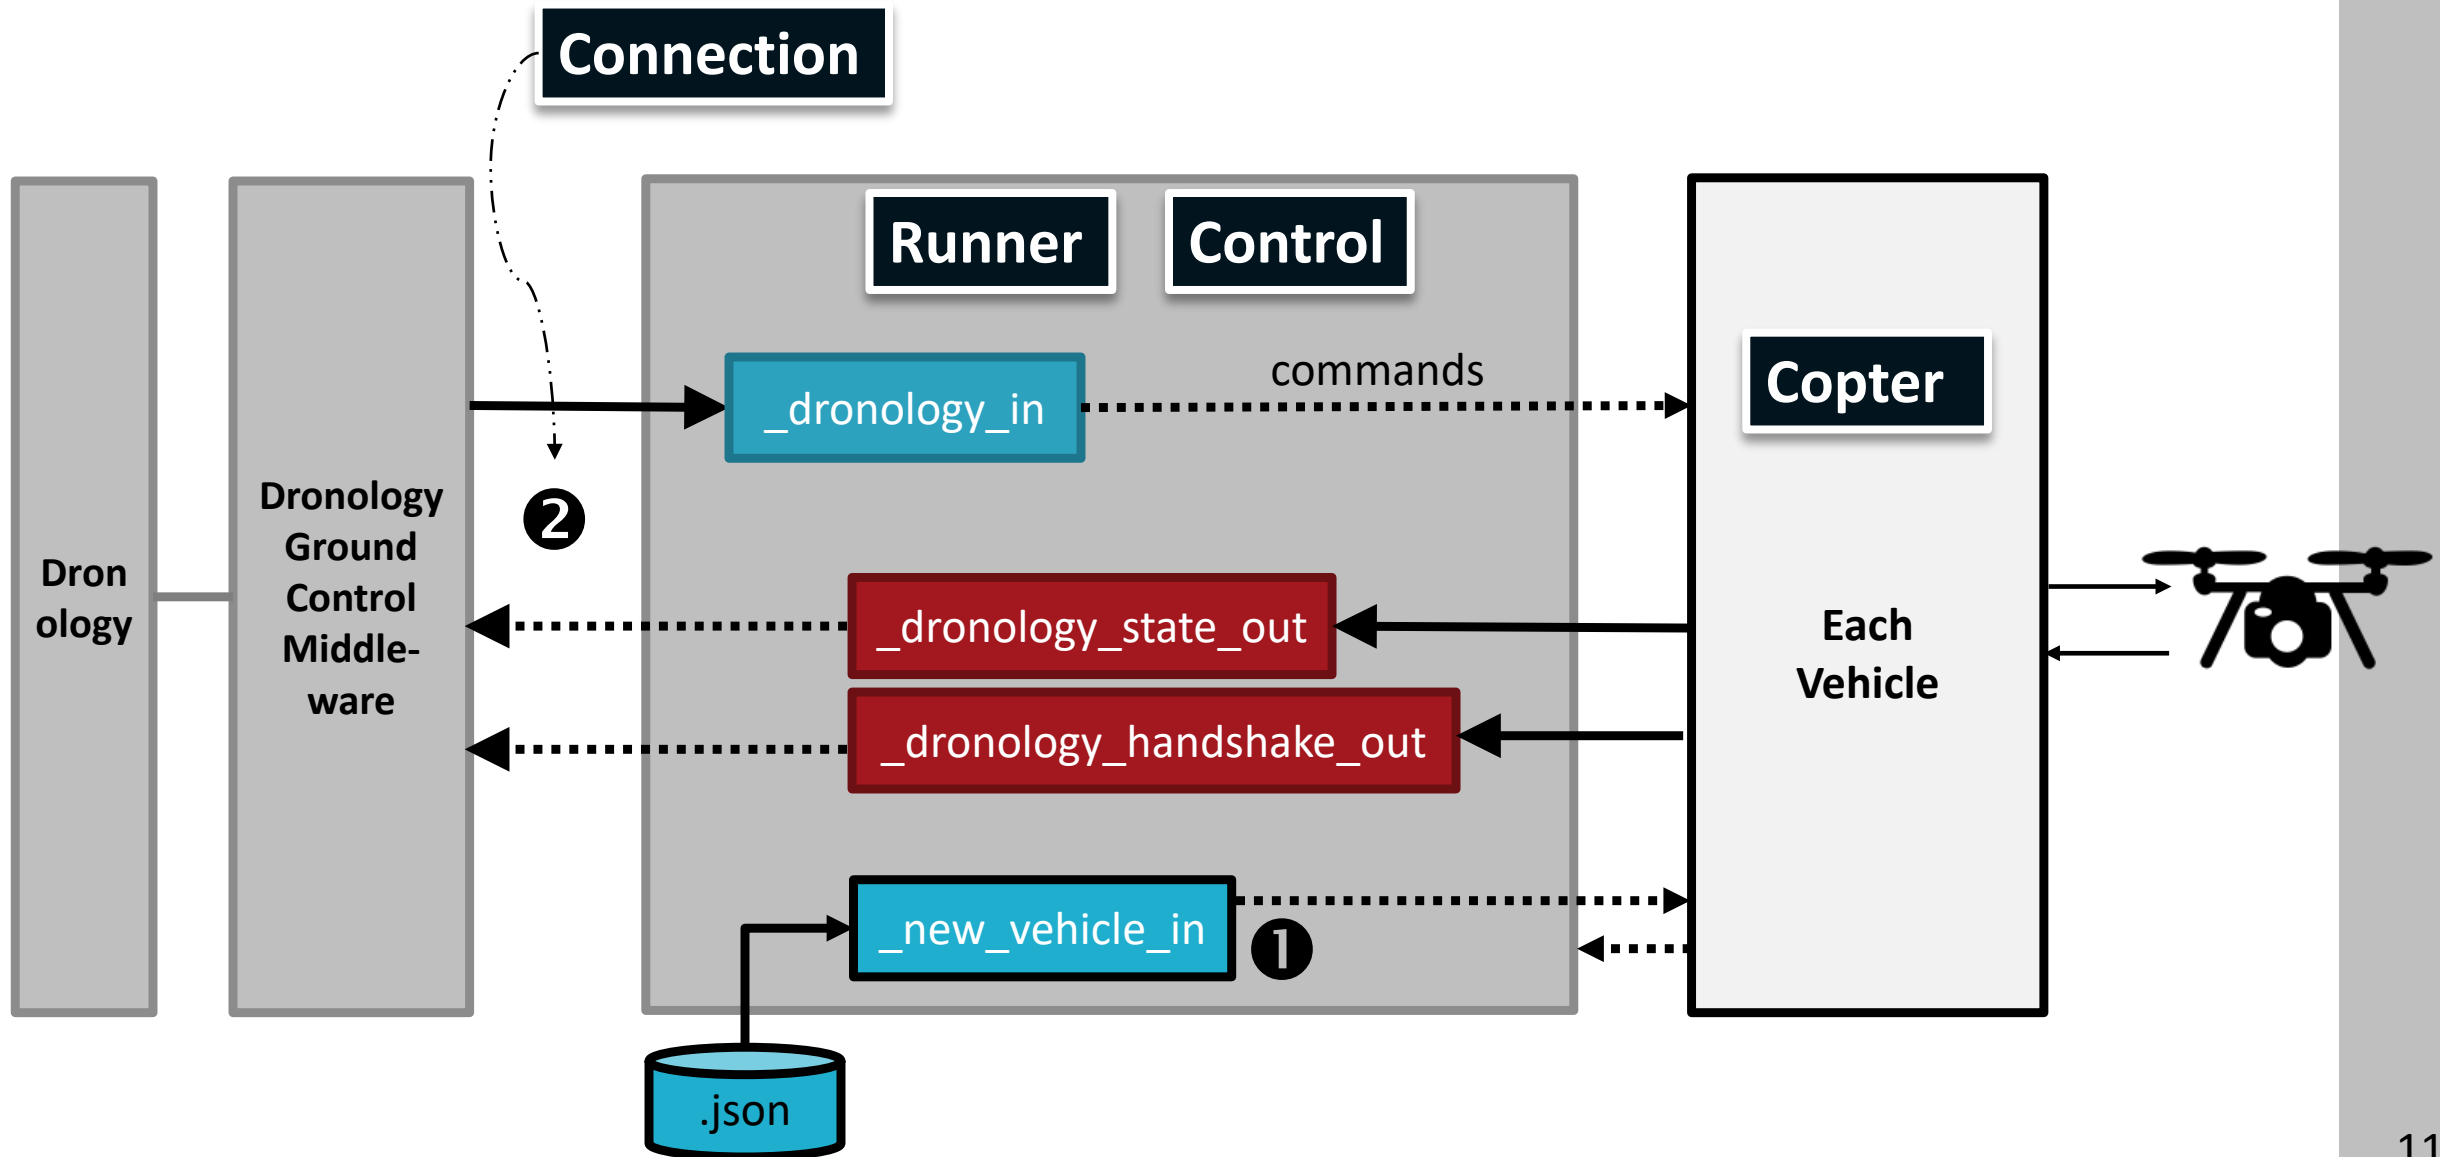 Connection
Runner
Control
Copter
commands
_dronology_in
❷
Dronology
Ground
Control
Middle-
ware
Dron
ology
_dronology_state_out
_dronology_handshake_out
Each
Vehicle
_new_vehicle_in
❶
.json
11